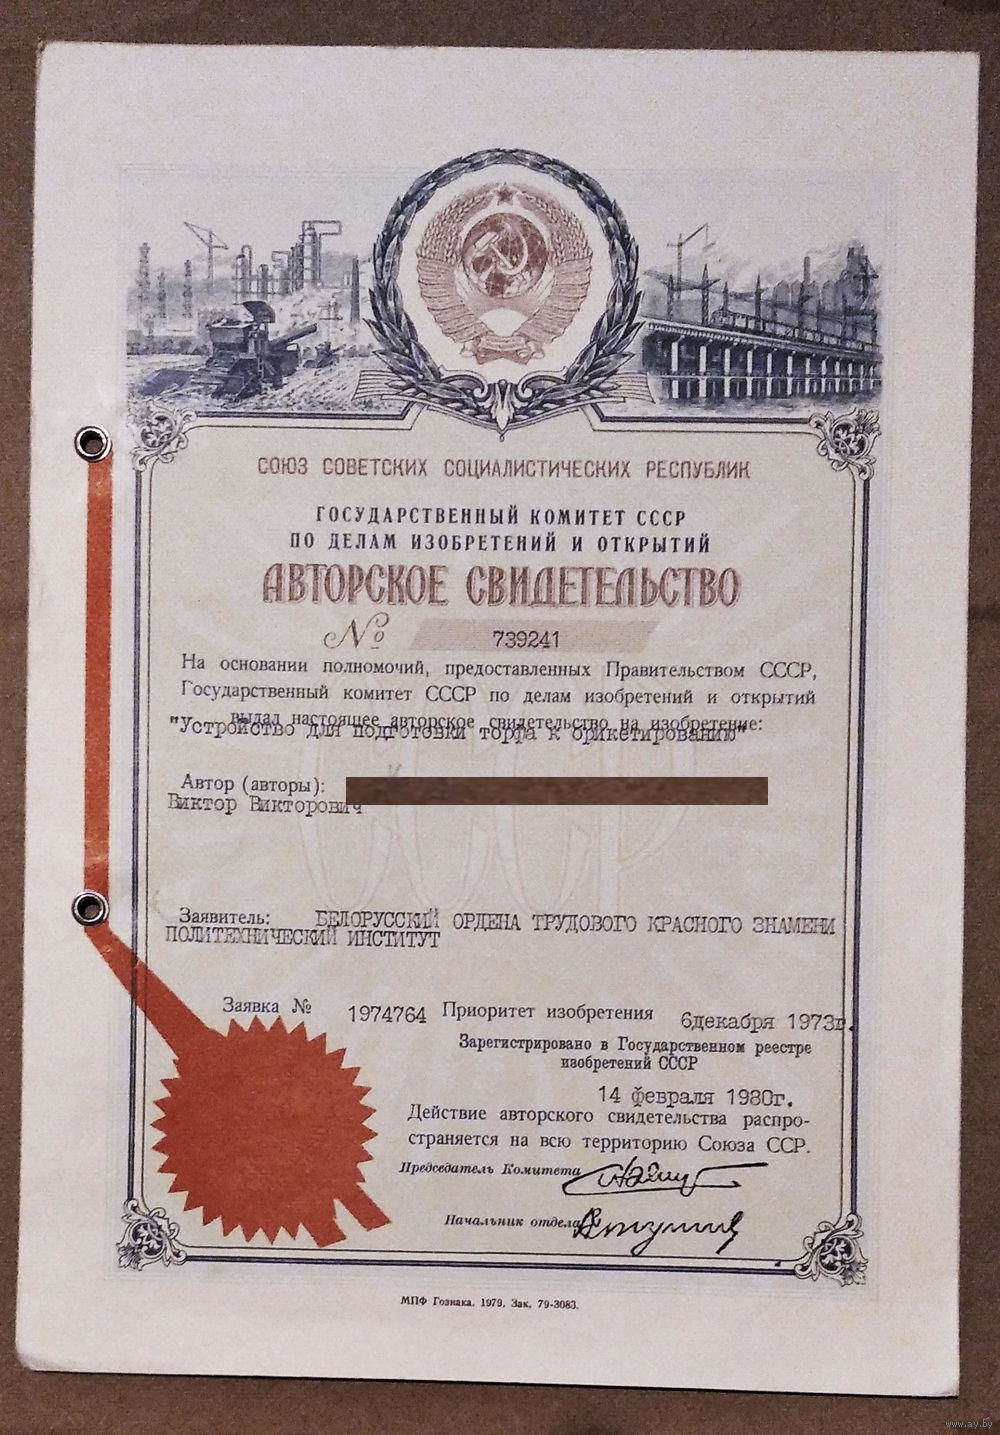 СОЮЗ СОВЕТСКИХ СОЦИАЛИСТИЧЕСКИХ РЕСПУБЛИК
ГОСУДАРСТВЕННЫЙ КОМИТЕТ СССР
ПО ДЕЛАМ ИЗОБРЕТЕНИЙ И ОТКРЫТИЙ
АВТОРСКОЕ СВИДЕТЕЛЬСТВО
№ 739241
На основании полномочий, предоставленных Правительством СССР,
Государственный комитет СССР по делам изобретений и открытий
выдал настоящее авторское свидетельство на изобретение:
"Устройство для подготовки торфа к брикетированию"
Автор (авторы):
Виктор Викторович
СССР
Заявитель: БЕЛОРУССКИЙ ОРДЕНА ТРУДОВОГО КРАСНОГО ЗНАМЕНИ
ПОЛИТЕХНИЧЕСКИЙ ИНСТИТУТ
Заявка № 1974764 Приоритет изобретения 6декабря 1973г.
Зарегистрировано в Государственном реестре
изобретений СССР
14 февраля 1980г.
Действие авторского свидетельства распро-
страняется на всю территорию Союза ССР.
Председатель Комитета
Начальник отдела
МПФ Гознака. 1979. Зак. 79-3083.
www.ay.by